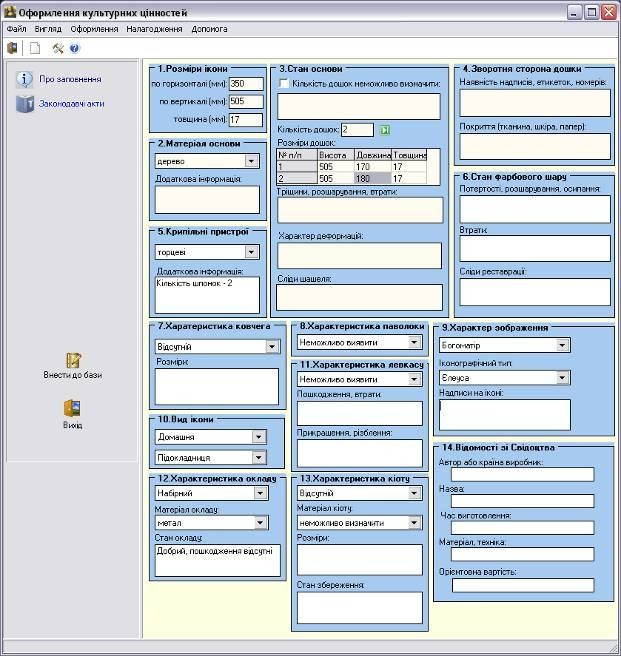 Оформлення культурних цінностей
Файл Вигляд Оформлення Налагодження Допомога
Про заповнення
Законодавчі акти
Внести до бази
Вихід
1.Розміри ікони
по горизонталі (мм): 350
по вертикалі (мм): 505
товщина (мм): 17
2.Матеріал основи
дерево
Додаткова інформація:
5.Крипільні пристрої
торцеві
Додаткова інформація:
Кількість шпонок - 2
3.Стан основи
Кількість дошок неможливо визначити:
Кількість дошок: 2
Розміри дошок:
№ п/п Висота Довжина Товщина
1 505 170 17
2 505 180 17
Тріщини, розшарування, втрати:
Характер деформацій:
Сліди шашеля:
4.Зворотня сторона дошки
Наявність надписів, етикеток, номерів:
Покриття (тканина, шкіра, папер):
6.Стан фарбового шару
Потертості, розшарування, осипання:
Втрати:
Сліди реставрації:
7.Харатеристика ковчега
Відсутній
Розміри:
8.Характеристика паволоки
Неможливо виявити
9.Характер зображення
Богоматір
Іконографічний тип:
Єлеуса
Надписи на іконі:
10.Вид ікони
Домашня
Підокладниця
11.Характеристика левкасу
Неможливо виявити
Пошкодження, втрати:
Прикрашення, різблення:
12.Характеристика окладу
Набірний
Матеріал окладу:
метал
Стан окладу:
Добрий, пошкодження відсутні
13.Характеристика кіоту
Відсутній
Матеріал кіоту:
неможливо визначити
Розміри:
Стан збереження:
14.Відомості зі Свідоцтва
Автор або країна виробник:
Назва:
Час виготовлення:
Матеріал, техніка:
Орієнтовна вартість: